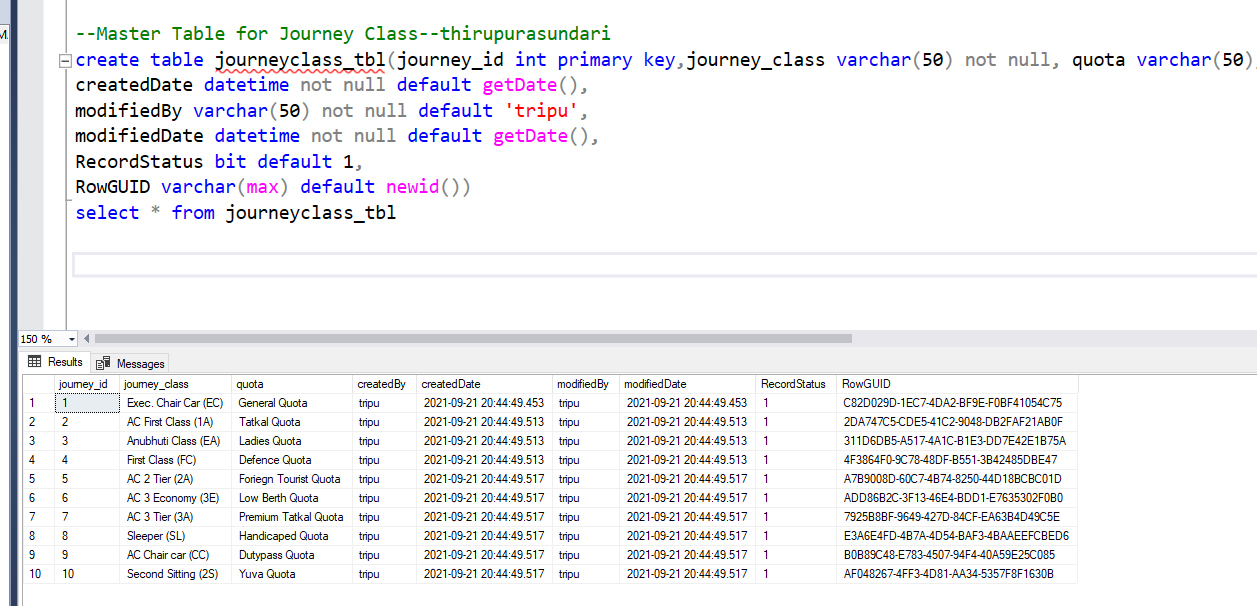 --Master Table for Journey Class--thirupurasundari
create table journeyclass_tbl(journey_id int primary key,journey_class varchar(50) not null, quota varchar(50)
createdDate datetime not null default getDate(),
modifiedBy varchar(50) not null default 'tripu',
modifiedDate datetime not null default getDate(),
RecordStatus bit default 1,
RowGUID varchar(max) default newid())
select * from journeyclass_tbl
150 %
Results Messages
journey_id journey_class quota createdBy createdDate modifiedBy modifiedDate RecordStatus RowGUID
1 1 Exec. Chair Car (EC) General Quota tripu 2021-09-21 20:44:49.453 tripu 2021-09-21 20:44:49.453 1 C82D029D-1EC7-4DA2-BF9E-F0BF41054C75
2 2 AC First Class (1A) Tatkal Quota tripu 2021-09-21 20:44:49.513 tripu 2021-09-21 20:44:49.513 1 2DA747C5-CDE5-41C2-9048-DB2FAF21AB0F
3 3 Anubhuti Class (EA) Ladies Quota tripu 2021-09-21 20:44:49.513 tripu 2021-09-21 20:44:49.513 1 311D6DB5-A517-4A1C-B1E3-DD7E42E1B75A
4 4 First Class (FC) Defence Quota tripu 2021-09-21 20:44:49.513 tripu 2021-09-21 20:44:49.513 1 4F3864F0-9C78-48DF-B551-3B42485DBE47
5 5 AC 2 Tier (2A) Foriegn Tourist Quota tripu 2021-09-21 20:44:49.517 tripu 2021-09-21 20:44:49.517 1 A7B9008D-60C7-4B74-8250-44D18BCBC01D
6 6 AC 3 Economy (3E) Low Berth Quota tripu 2021-09-21 20:44:49.517 tripu 2021-09-21 20:44:49.517 1 ADD86B2C-3F13-46E4-BDD1-E7635302F0B0
7 7 AC 3 Tier (3A) Premium Tatkal Quota tripu 2021-09-21 20:44:49.517 tripu 2021-09-21 20:44:49.517 1 7925B8BF-9649-427D-84CF-EA63B4D49C5E
8 8 Sleeper (SL) Handicaped Quota tripu 2021-09-21 20:44:49.517 tripu 2021-09-21 20:44:49.517 1 E3A6E4FD-4B7A-4D54-BAF3-4BAAEEFCBED6
9 9 AC Chair car (CC) Dutypass Quota tripu 2021-09-21 20:44:49.517 tripu 2021-09-21 20:44:49.517 1 B0B89C48-E783-4507-94F4-40A59E25C085
10 10 Second Sitting (2S) Yuva Quota tripu 2021-09-21 20:44:49.517 tripu 2021-09-21 20:44:49.517 1 AF048267-4FF3-4D81-AA34-5357F8F1630B